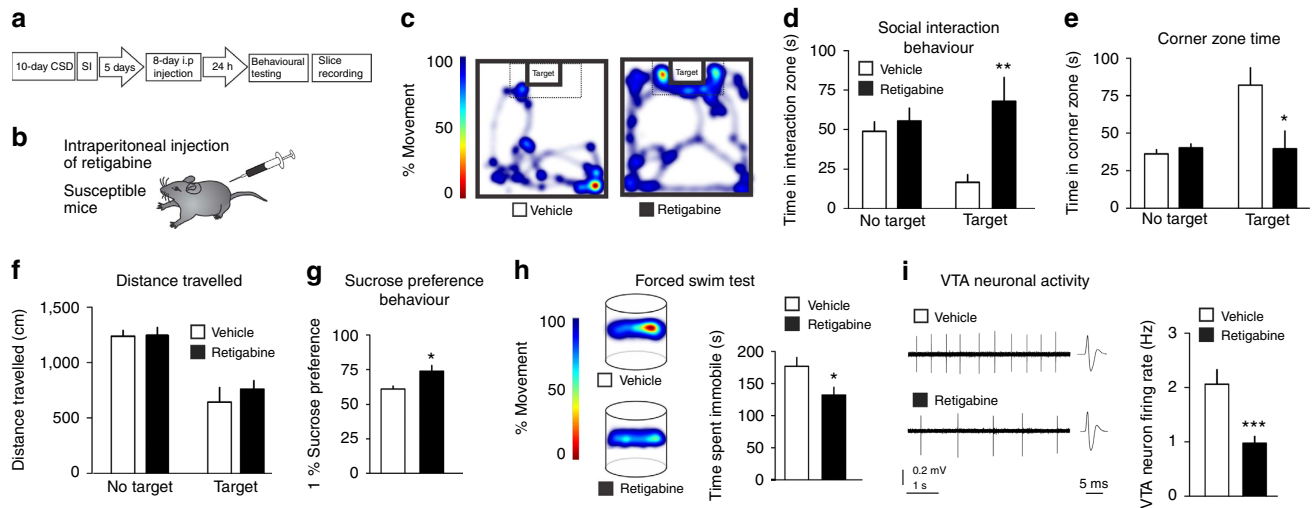 a
10-day CSD
SI
5 days
8-day i.p
injection
24 h
Behavioural
testing
Slice
recording
b
Intraperitoneal injection
of retigabine
Susceptible
mice
c
% Movement
100
50
0
Target
Target
Vehicle
Retigabine
d
Social interaction
behaviour
Time in interaction zone (s)
100
75
50
25
0
Vehicle
Retigabine
**
No target
Target
e
Corner zone time
Time in corner zone (s)
100
75
50
25
0
*
No target
Target
f
Distance travelled
Distance travelled (cm)
1,500
1000
500
0
Vehicle
Retigabine
No target
Target
g
Sucrose preference
behaviour
1 % Sucrose preference
100
75
50
25
0
*
h
Forced swim test
% Movement
100
50
0
Vehicle
Retigabine
Vehicle
Retigabine
Time spent immobile (s)
200
150
100
50
0
*
i
VTA neuronal activity
Vehicle
Retigabine
0.2 mV
1 s
5 ms
Vehicle
Retigabine
VTA neuron firing rate (Hz)
3
2
1
0
***